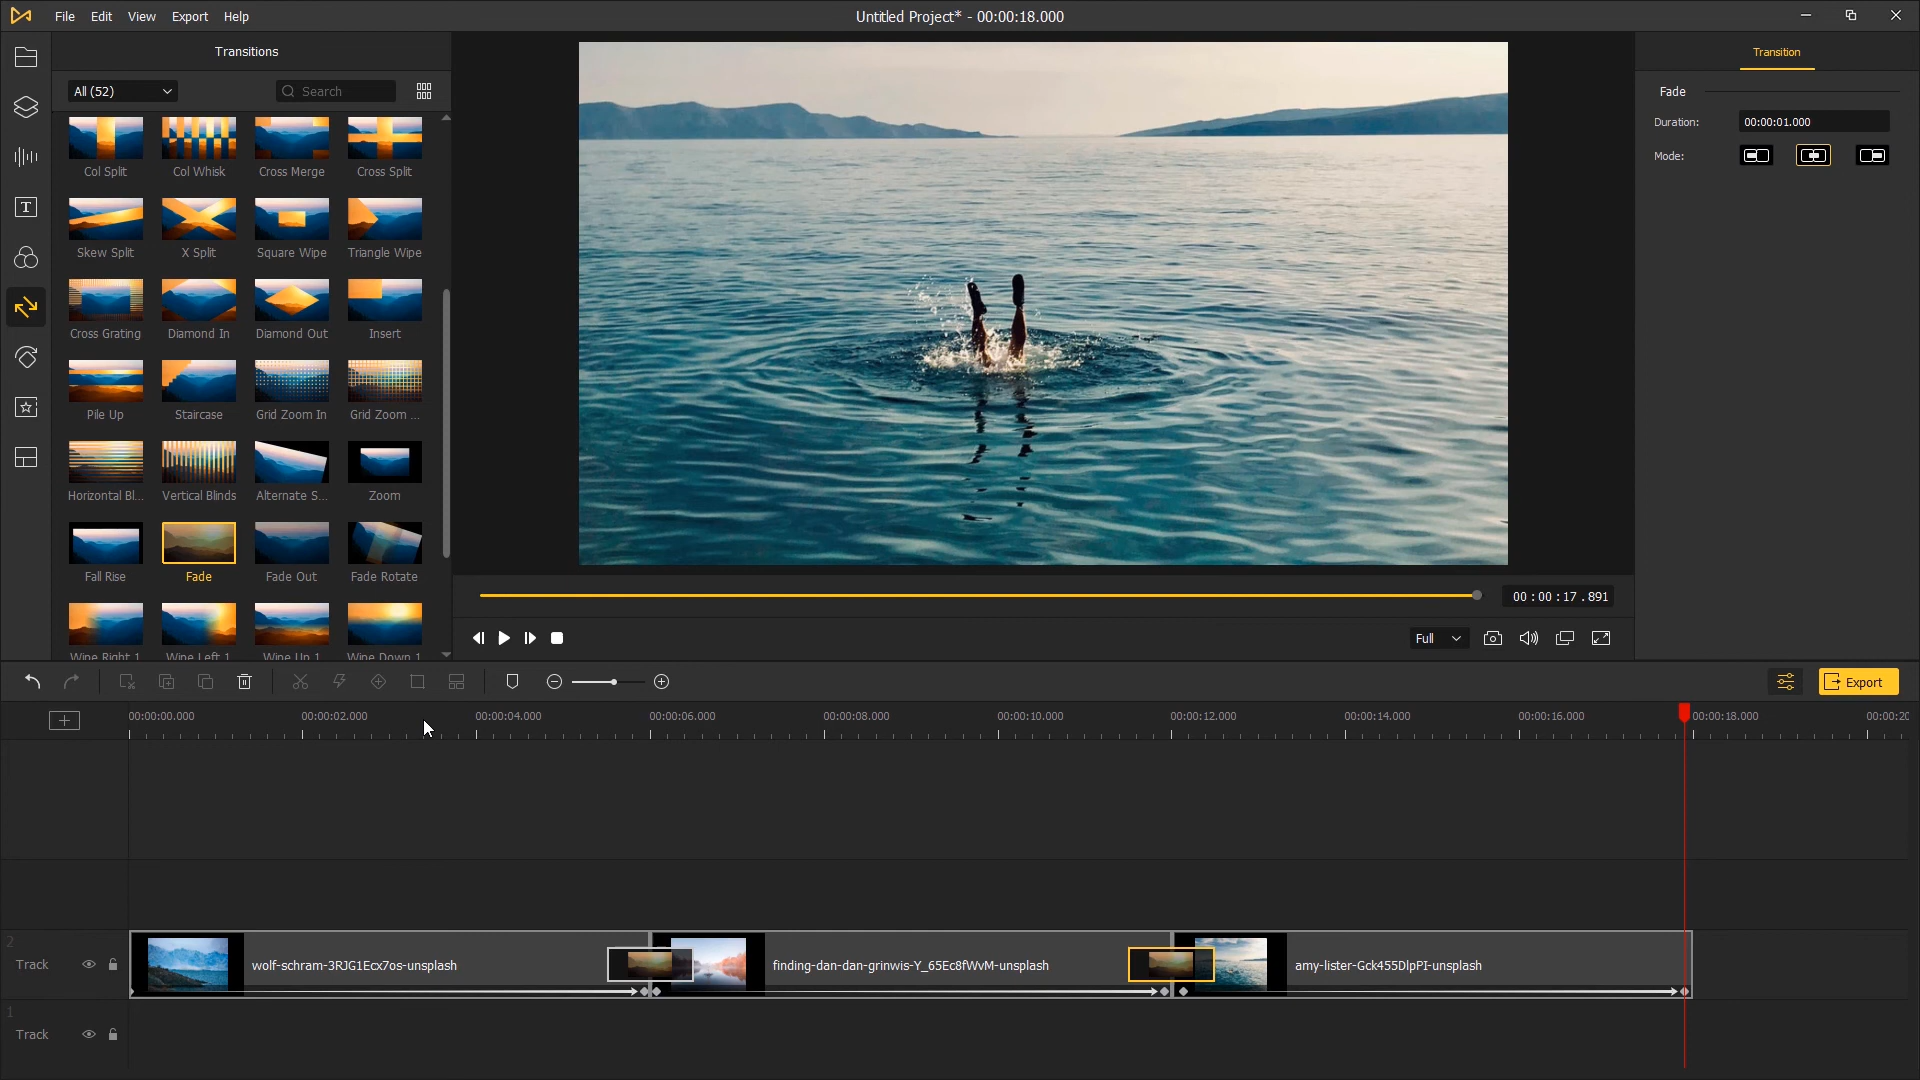 File Edit View Export Help
Untitled Project* - 00:00:18.000
Transitions
All (52)
Search
Col Split Col Whisk Cross Merge Cross Split
Skew Split X Split Square Wipe Triangle Wipe
Cross Grating Diamond In Diamond Out Insert
Pile Up Staircase Grid Zoom In Grid Zoom ...
Horizontal Bl... Vertical Blinds Alternate S... Zoom
Fall Rise Fade Fade Out Fade Rotate
Wipe Right 1 Wipe Left 1 Wipe Up 1 Wipe Down 1
00 : 00 : 17 . 891
Full
Transition
Fade
Duration: 00:00:01.000
Mode:
Export
00:00:00.000 00:00:02.000 00:00:04.000 00:00:06.000 00:00:08.000 00:00:10.000 00:00:12.000 00:00:14.000 00:00:16.000 00:00:18.000 00:00:20
2
Track
wolf-schram-3RJG1Ecx7os-unsplash
finding-dan-dan-grinwis-Y_65Ec8fWvM-unsplash
amy-lister-Gck455DlpPI-unsplash
1
Track